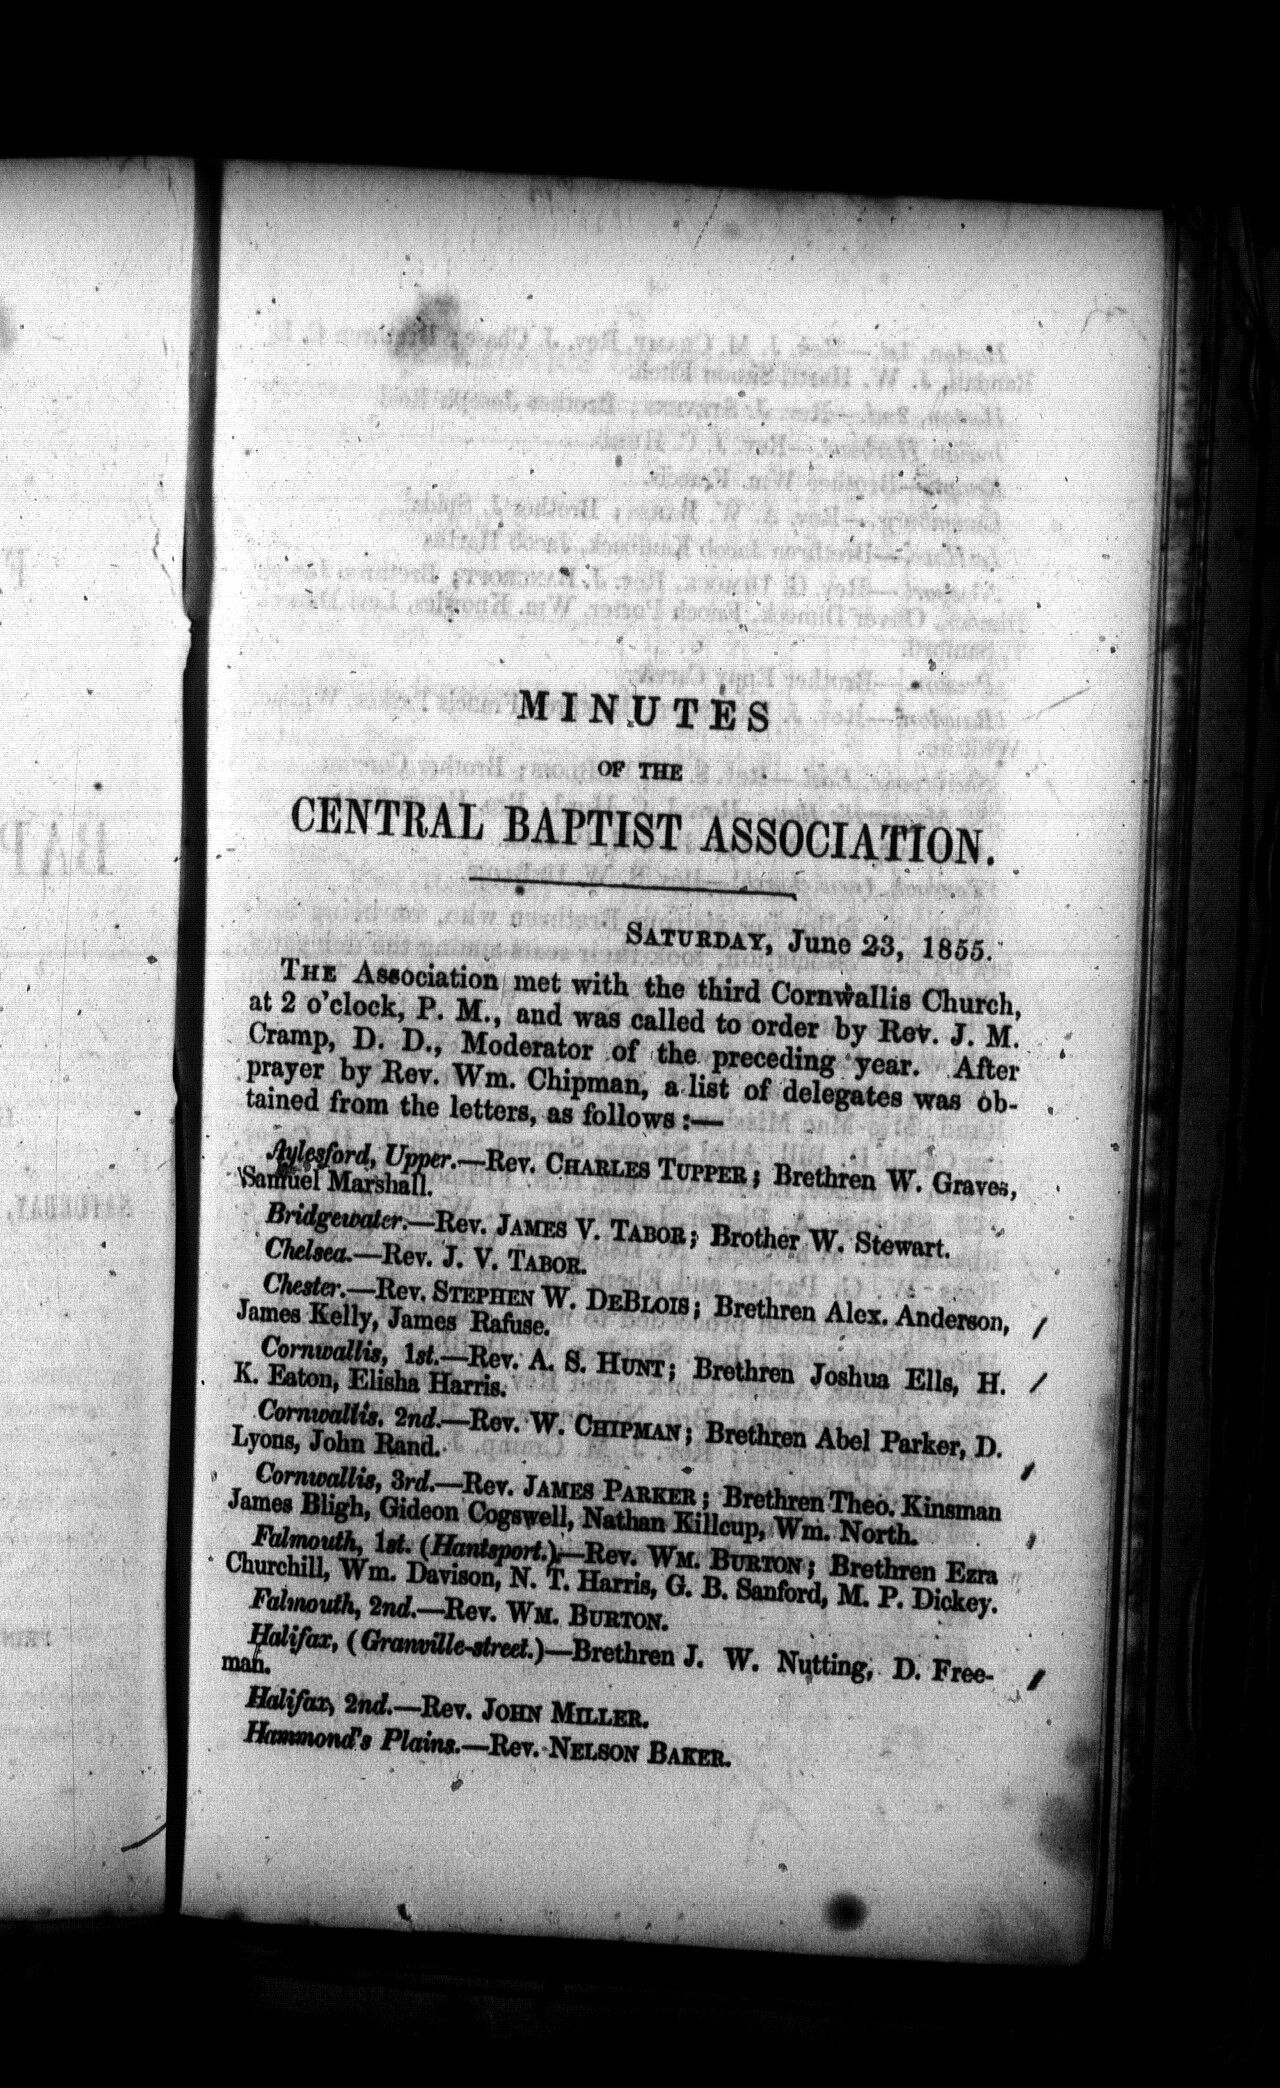 MINUTES
OF THE
CENTRAL BAPTIST ASSOCIATION.
SATURDAY, June 23, 1855.
THE Association met with the third Cornwallis Church,
at 2 o'clock, P. M., and was called to order by Rev. J. M.
Cramp, D. D., Moderator of the preceding year. After
prayer by Rev. Wm. Chipman, a list of delegates was ob-
tained from the letters, as follows:—
Aylesford, Upper.—Rev. CHARLES TUPPER; Brethren W. Graves,
Samuel Marshall.
Bridgewater.—Rev. JAMES V. TABOR; Brother W. Stewart.
Chelsea.—Rev. J. V. TABOR.
Chester.—Rev. STEPHEN W. DEBLOIS; Brethren Alex. Anderson,
James Kelly, James Rafuse.
Cornwallis, 1st.—Rev. A. S. HUNT; Brethren Joshua Ells, H.
K. Eaton, Elisha Harris.
Cornwallis, 2nd.—Rev. W. CHIPMAN; Brethren Abel Parker, D.
Lyons, John Rand.
Cornwallis, 3rd.—Rev. JAMES PARKER; Brethren Theo. Kinsman
James Bligh, Gideon Cogswell, Nathan Killcup, Wm. North.
Falmouth, 1st. (Hantsport.)—Rev. WM. BURTON; Brethren Ezra
Churchill, Wm. Davison, N. T. Harris, G. B. Sanford, M. P. Dickey.
Falmouth, 2nd.—Rev. WM. BURTON.
Halifax, (Granville-street.)—Brethren J. W. Nutting, D. Free-
man.
Halifax, 2nd.—Rev. JOHN MILLER.
Hammond's Plains.—Rev. NELSON BAKER.